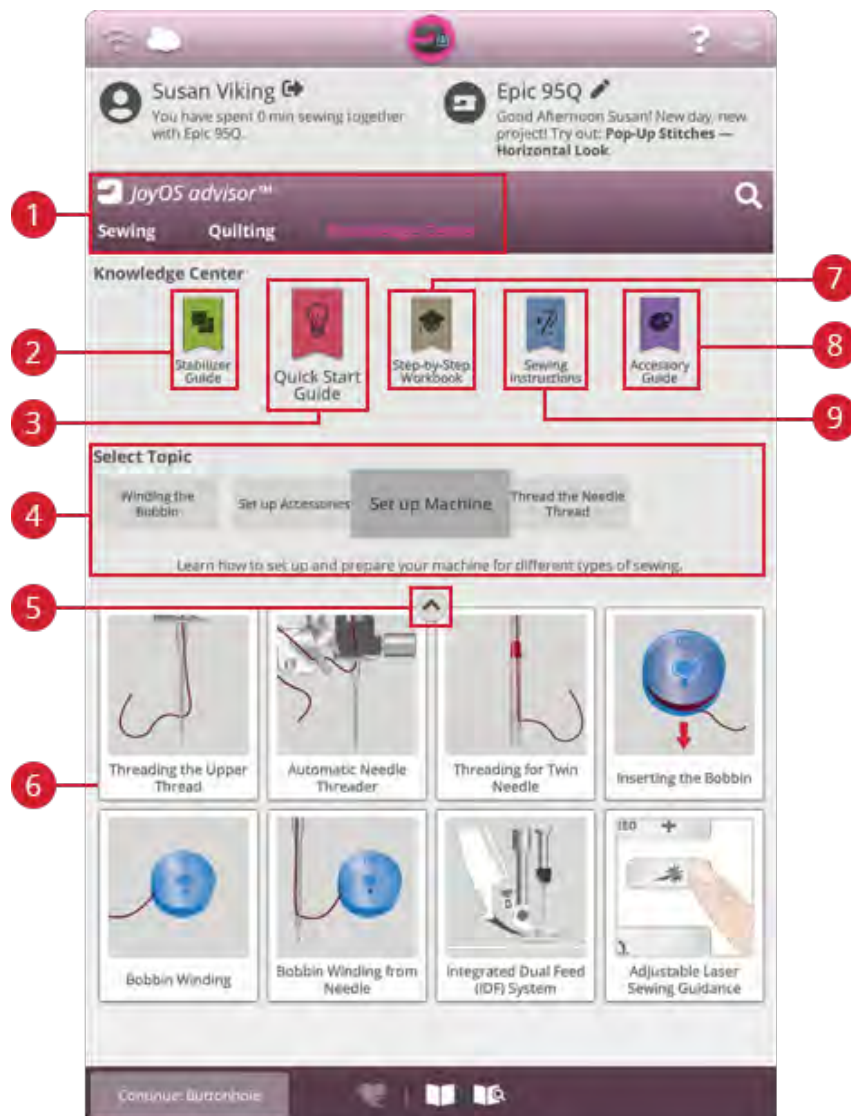 ?
Susan Viking
You have spent 0 min sewing together
with Epic 95Q.
Epic 95Q
Good Afternoon Susan! New day, new
project! Try out: Pop-Up Stitches —
Horizontal Look
1
JoyOS advisor™
Sewing Quilting Knowledge Center
Knowledge Center
2
Stabilizer
Guide
3
Quick Start
Guide
7
Step-by-Step
Workbook
9
Sewing
Instructions
8
Accessory
Guide
4
Select Topic
Winding the
Bobbin
Set up Accessories
Set up Machine
Thread the Needle
Thread
Learn how to set up and prepare your machine for different types of sewing.
5
6
Threading the Upper
Thread
Automatic Needle
Threader
Threading for Twin
Needle
Inserting the Bobbin
Bobbin Winding
Bobbin Winding from
Needle
Integrated Dual Feed
(IDF) System
Adjustable Laser
Sewing Guidance
Continue: Buttonhole